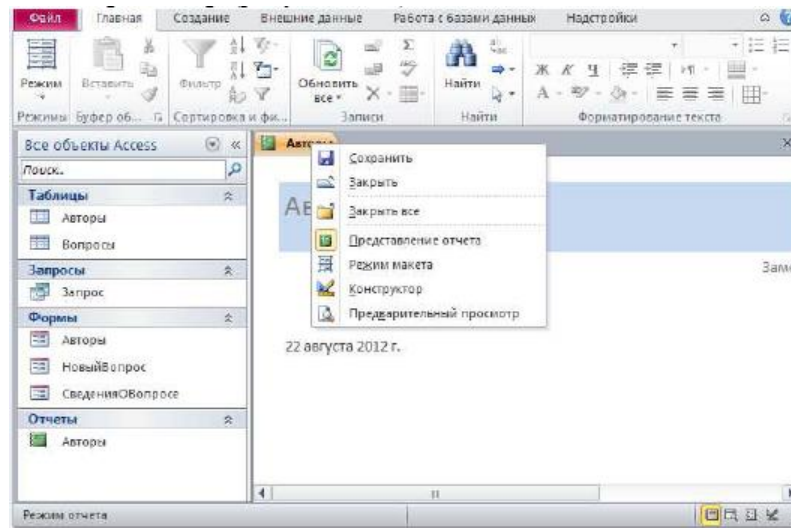 Файл Главная Создание Внешние данные Работа с базами данных Надстройки
Режим Вставить Фильтр Обновить все Найти
Ж К Ч
А
Режимы Буфер об... Сортировка и фи... Записи Найти Форматирование текста
Все объекты Access
Поиск...
Таблицы
Авторы
Вопросы
Запросы
Запрос
Формы
Авторы
НовыйВопрос
СведенияОВопросе
Отчеты
Авторы
Авторы
Сохранить
Закрыть
Закрыть все
Представление отчета
Режим макета
Конструктор
Предварительный просмотр
22 августа 2012 г.
Режим отчета